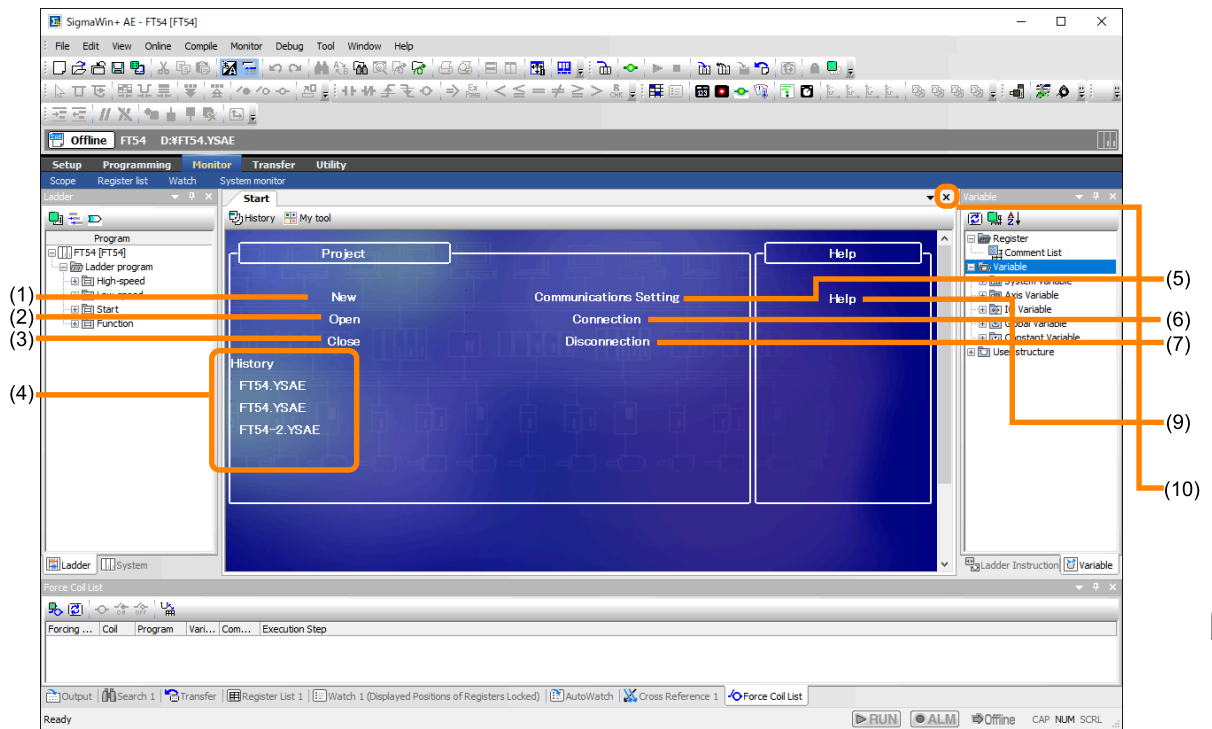 SigmaWin+ AE - FT54 [FT54]
File Edit View Online Compile Monitor Debug Tool Window Help
Offline FT54 D:¥FT54.YSAE
Setup Programming Monitor Transfer Utility
Scope Register list Watch System monitor
Ladder
Program
FT54 [FT54]
Ladder program
High-speed
Low-speed
Start
Function
Ladder System
Start
History My tool
Project
New
Open
Close
Communications Setting
Connection
Disconnection
History
FT54.YSAE
FT54.YSAE
FT54-2.YSAE
Help
Help
Variable
Register
Comment List
Variable
System Variable
Axis Variable
IO Variable
Global Variable
Constant Variable
User structure
Ladder Instruction Variable
(1)
(2)
(3)
(4)
(5)
(6)
(7)
(9)
(10)
Force Coil List
Forcing ... Coil Program Vari... Com... Execution Step
Output Search 1 Transfer Register List 1 Watch 1 (Displayed Positions of Registers Locked) AutoWatch Cross Reference 1 Force Coil List
Ready RUN ALM Offline CAP NUM SCRL